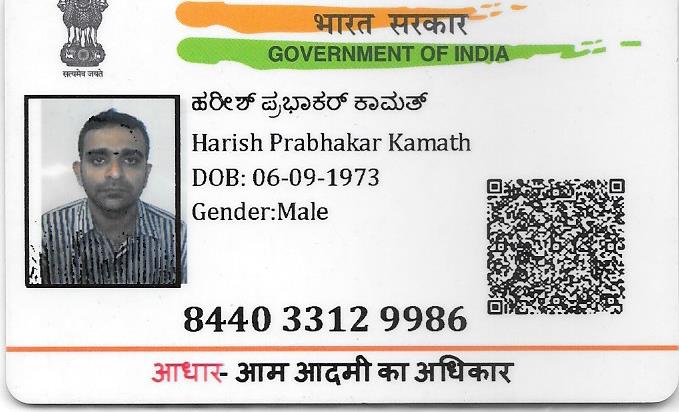 भारत सरकार
GOVERNMENT OF INDIA
सत्यमेव जयते
ಹರೀಶ್ ಪ್ರಭಾಕರ್ ಕಾಮತ್
Harish Prabhakar Kamath
DOB: 06-09-1973
Gender:Male
8440 3312 9986
आधार- आम आदमी का अधिकार